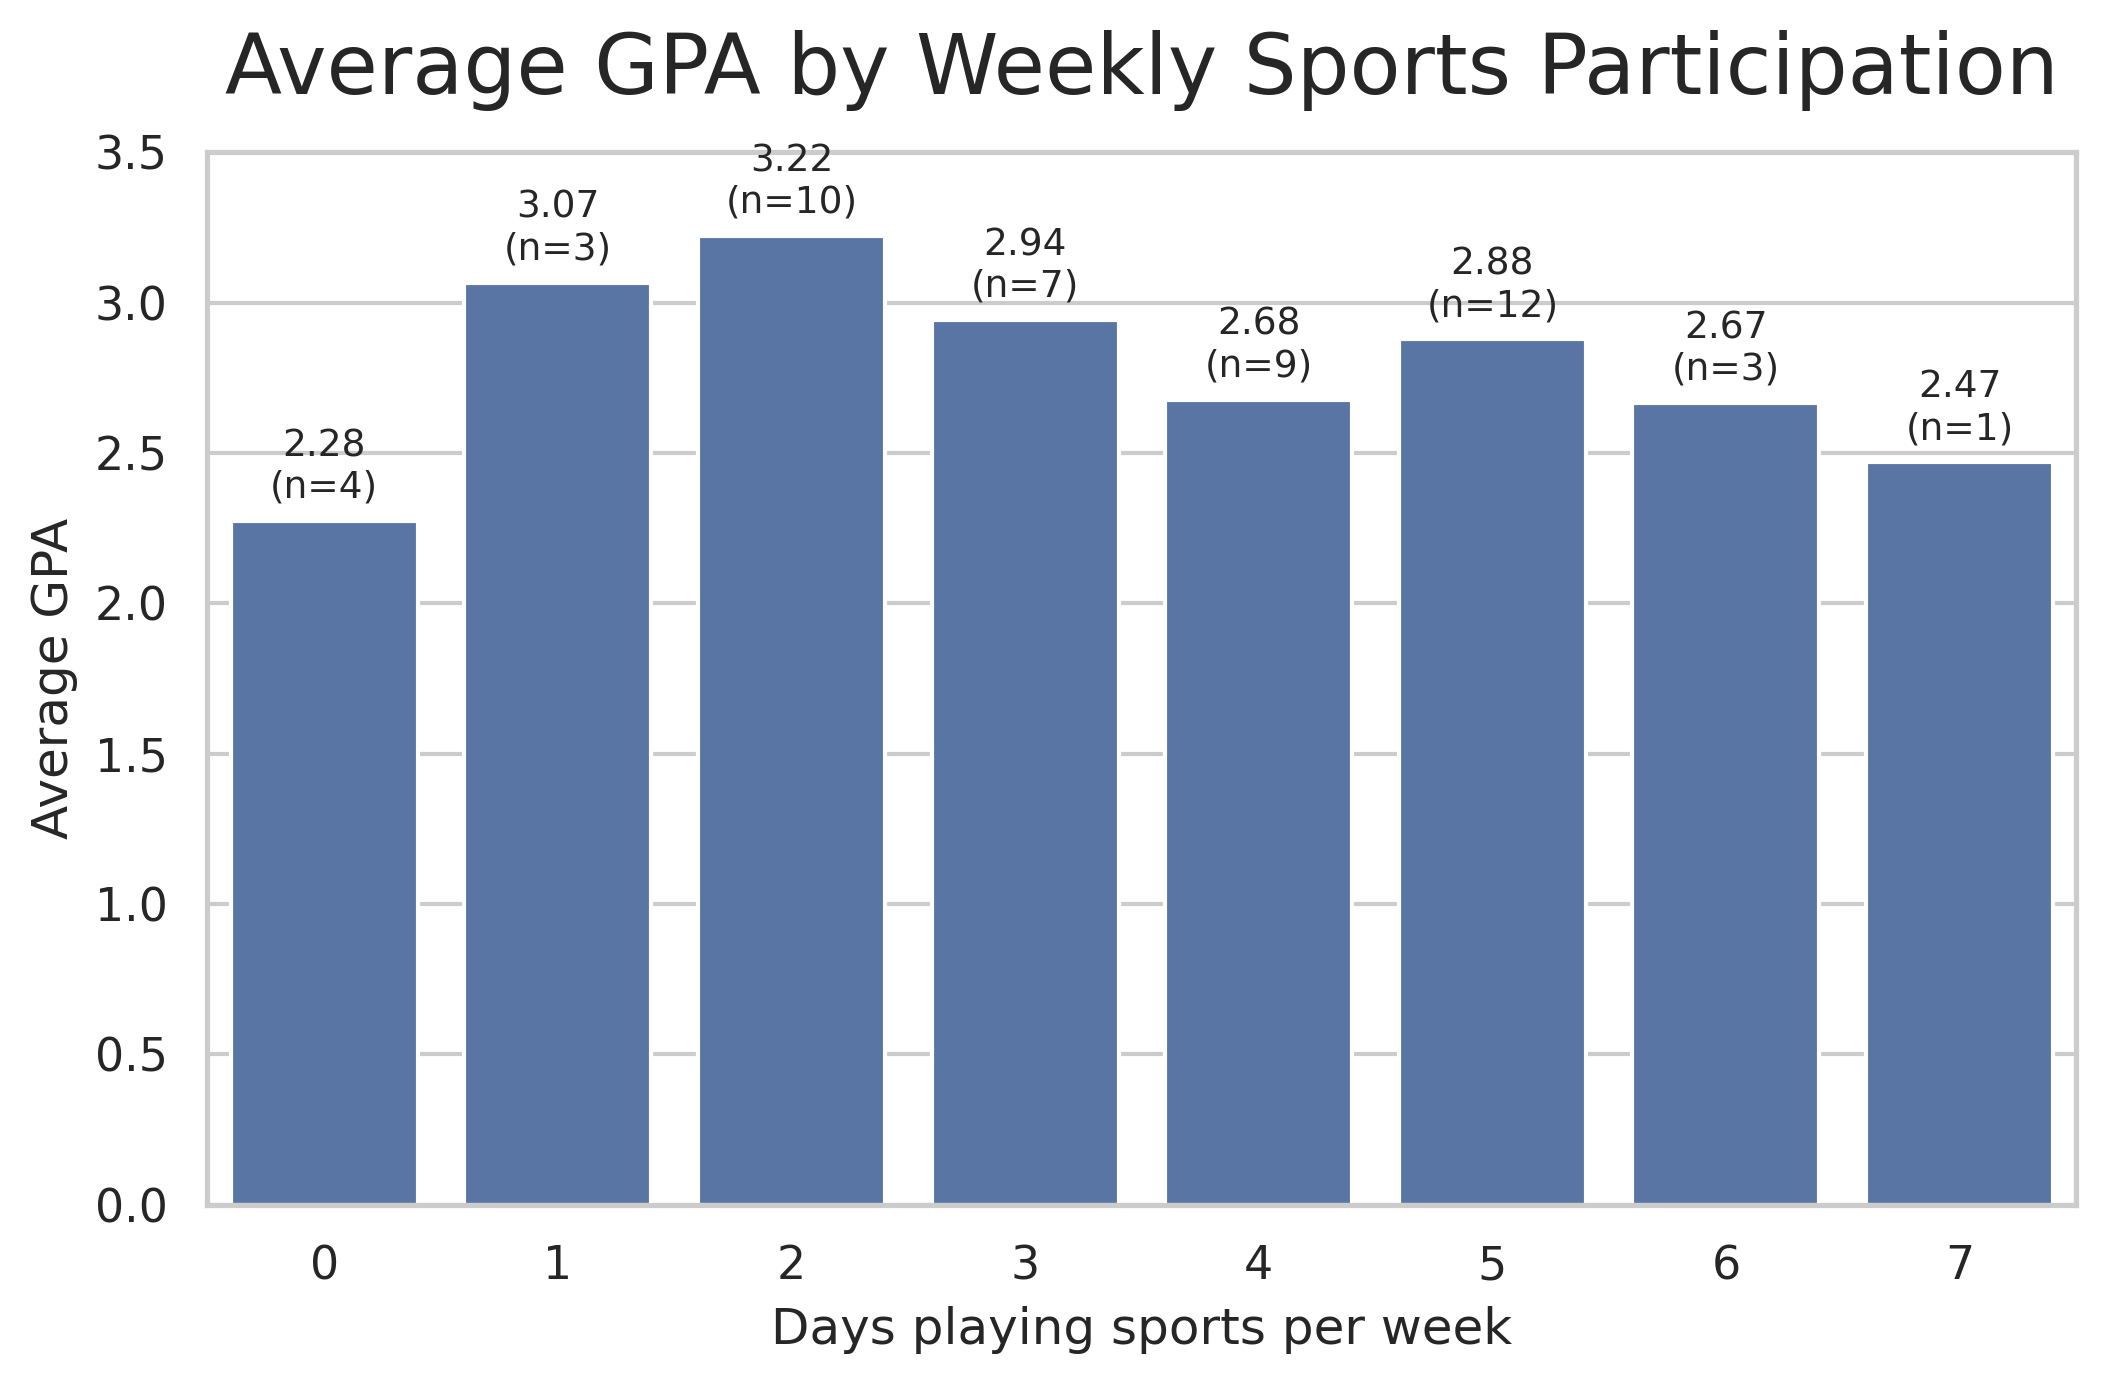 Average GPA by Weekly Sports Participation
3.5
3.0
2.5
2.0
1.5
1.0
0.5
0.0
Average GPA
2.28
(n=4)
3.07
(n=3)
3.22
(n=10)
2.94
(n=7)
2.68
(n=9)
2.88
(n=12)
2.67
(n=3)
2.47
(n=1)
0 1 2 3 4 5 6 7
Days playing sports per week